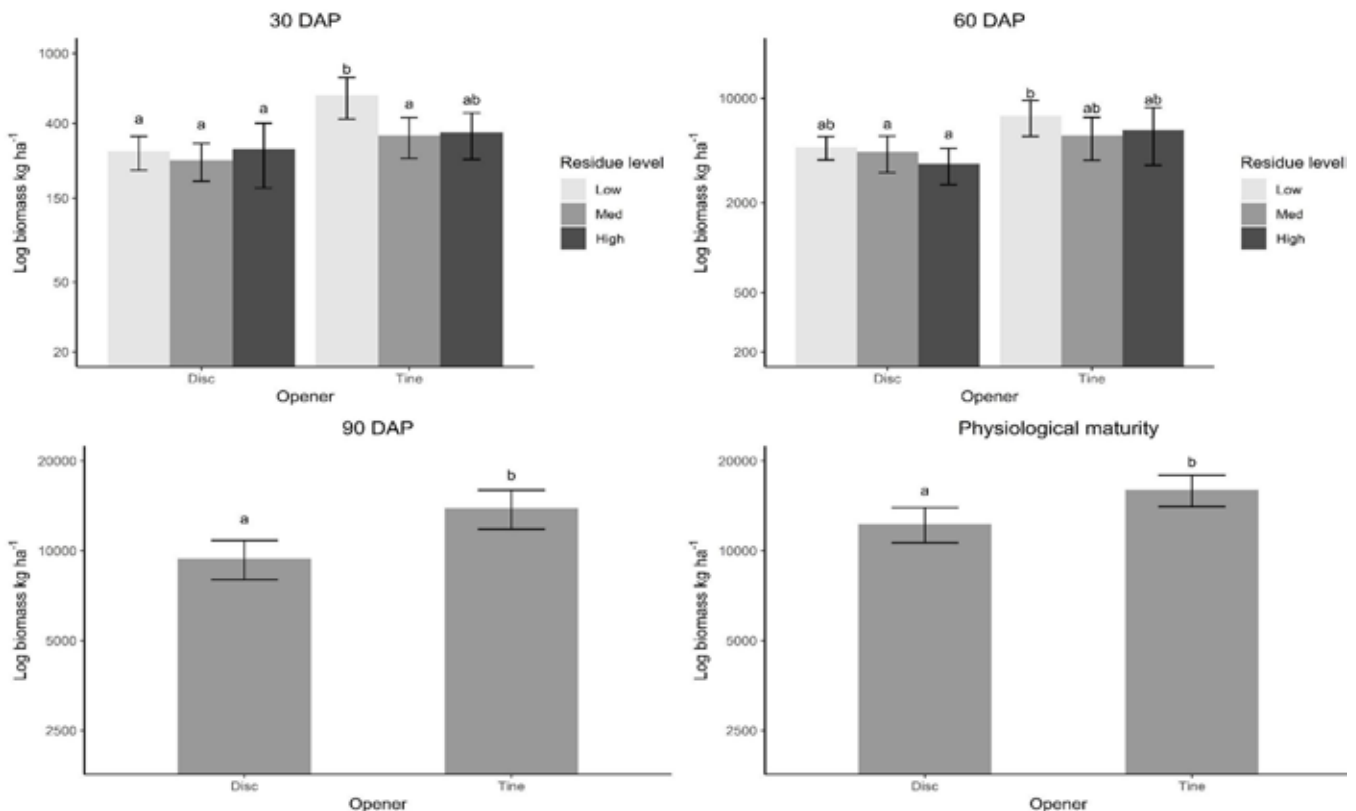 30 DAP
Log biomass kg ha⁻¹
1000
400
150
50
20
a
a
a
b
a
ab
Disc
Tine
Opener
Residue level
Low
Med
High
60 DAP
Log biomass kg ha⁻¹
10000
2000
500
200
ab
a
a
b
ab
ab
Disc
Tine
Opener
Residue level
Low
Med
High
90 DAP
Log biomass kg ha⁻¹
20000
10000
5000
2500
a
b
Disc
Tine
Opener
Physiological maturity
Log biomass kg ha⁻¹
20000
10000
5000
2500
a
b
Disc
Tine
Opener